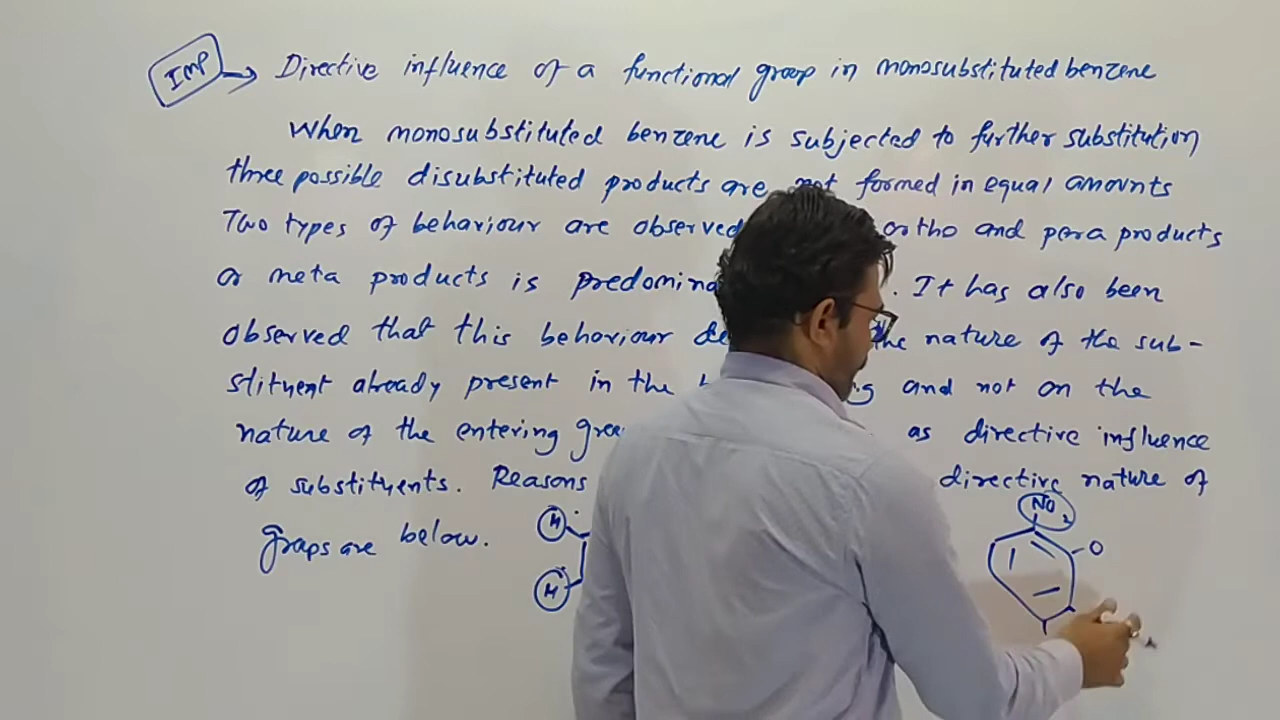 IMP → Directive influence of a functional group in monosubstituted benzene
When monosubstituted benzene is subjected to further substitution
three possible disubstituted products are not formed in equal amounts
Two types of behaviour are observed ortho and para products
or meta products is predomina . It has also been
observed that this behaviour de the nature of the sub-
stituent already present in the and not on the
nature of the entering as directive influence
of substituents. Reasons directive nature of
graps are below.
M
M
NO2
O